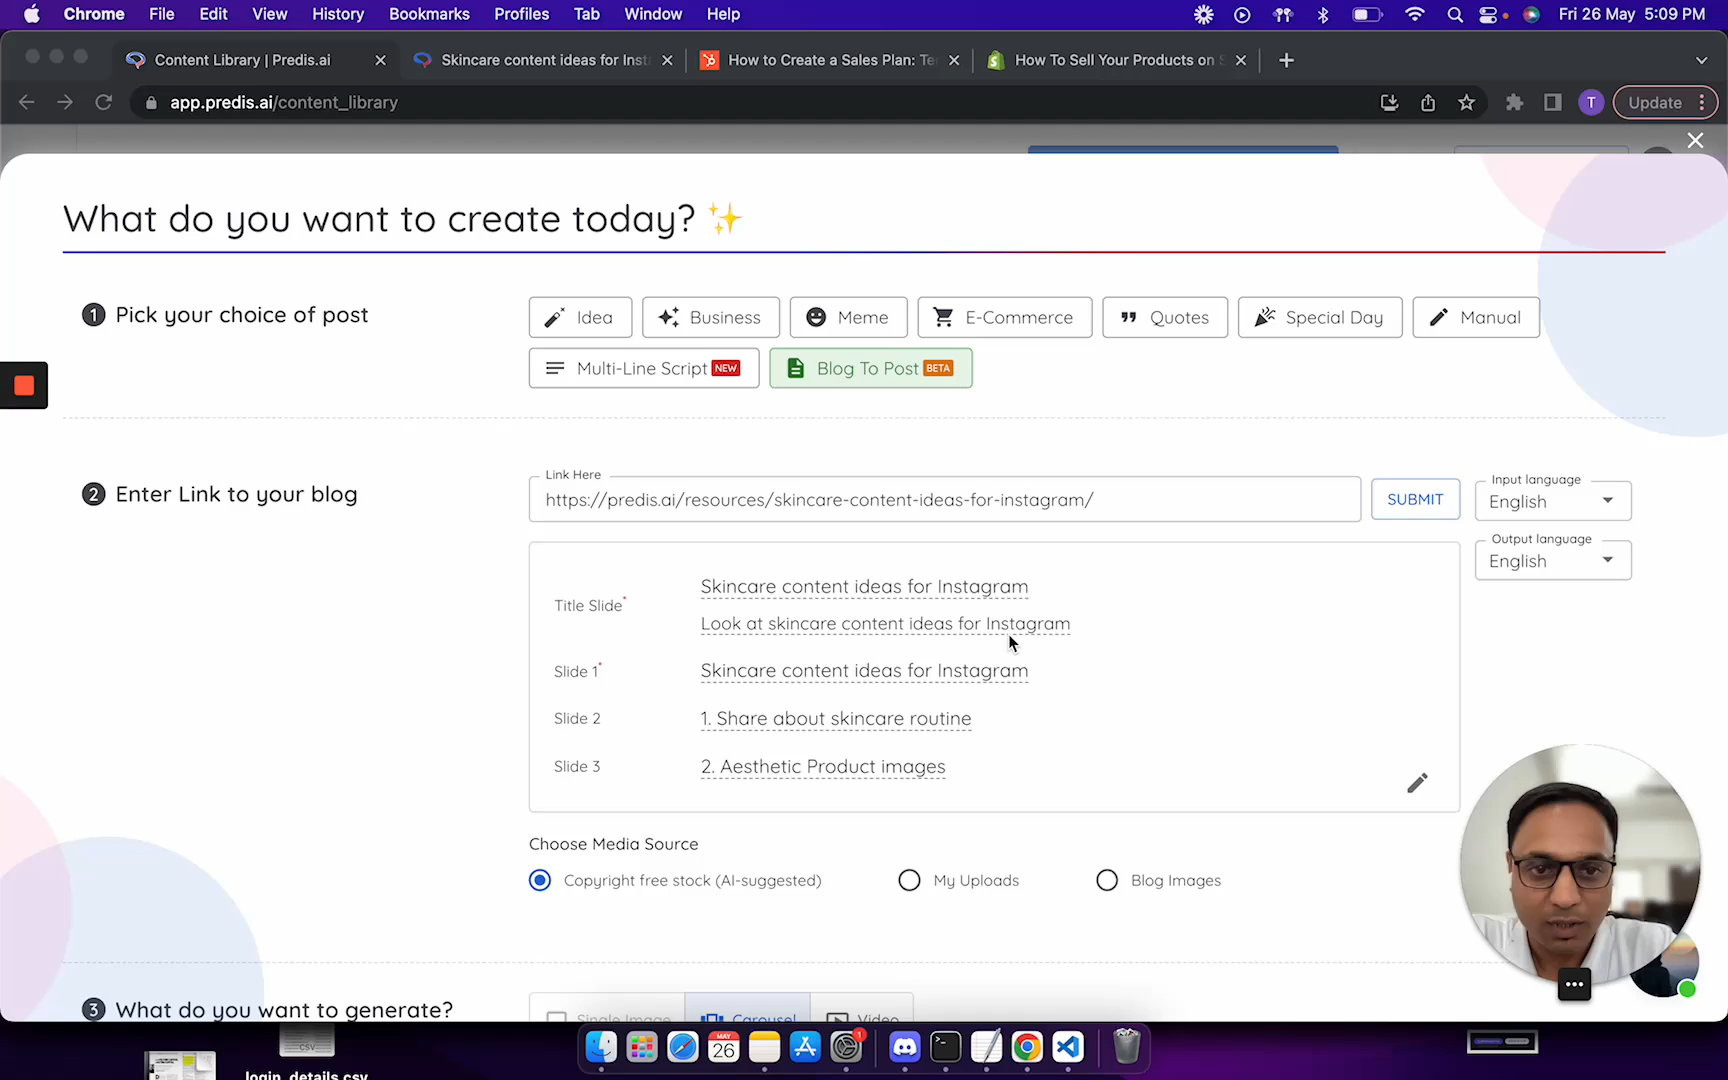 Chrome File Edit View History Bookmarks Profiles Tab Window Help Fri 26 May 5:09 PM
Content Library | Predis.ai
Skincare content ideas for Inst
How to Create a Sales Plan: Te
How To Sell Your Products on S
app.predis.ai/content_library
T
Update
What do you want to create today? ✨
1 Pick your choice of post
Idea Business Meme E-Commerce Quotes Special Day Manual
Multi-Line Script NEW Blog To Post BETA
2 Enter Link to your blog
Link Here
https://predis.ai/resources/skincare-content-ideas-for-instagram/
SUBMIT
Input language
English
Output language
English
Title Slide*
Skincare content ideas for Instagram
Look at skincare content ideas for Instagram
Slide 1* Skincare content ideas for Instagram
Slide 2 1. Share about skincare routine
Slide 3 2. Aesthetic Product images
Choose Media Source
Copyright free stock (AI-suggested) My Uploads Blog Images
3 What do you want to generate?
Single Image Carousel Video
MAY
26
1
CSV
login_details.csv